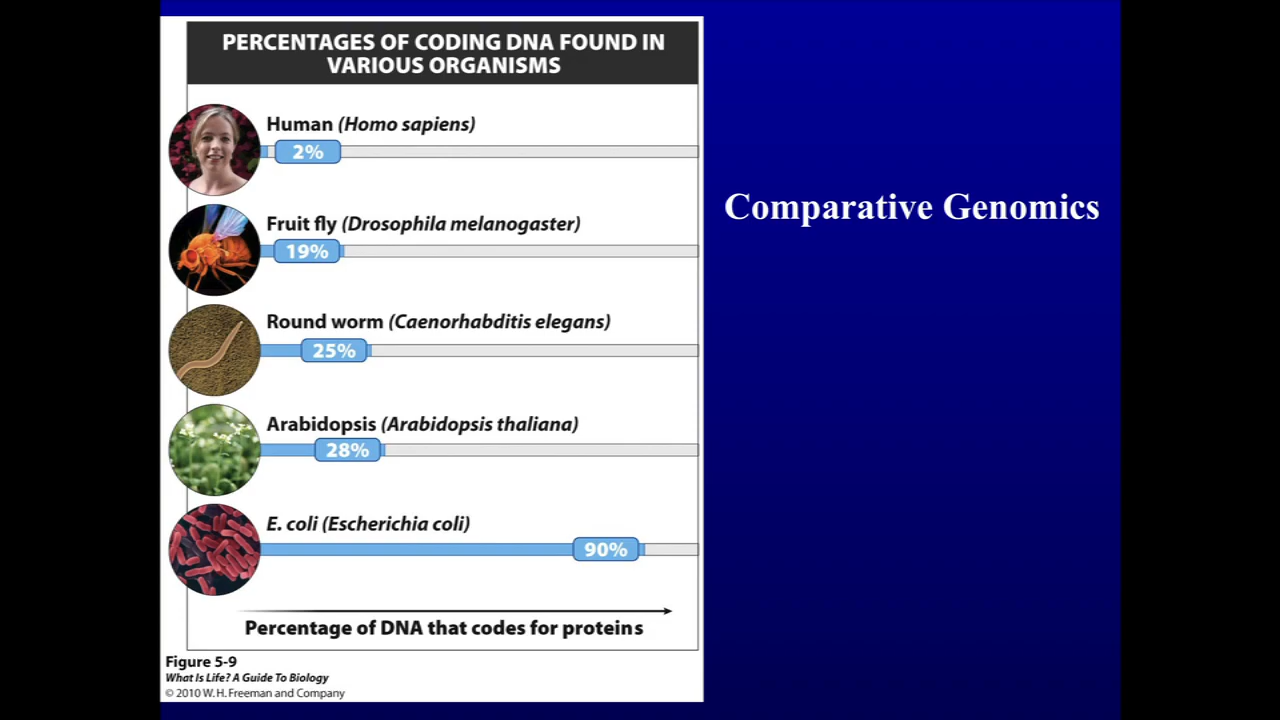 PERCENTAGES OF CODING DNA FOUND IN
VARIOUS ORGANISMS
Human (Homo sapiens)
2%
Fruit fly (Drosophila melanogaster)
19%
Round worm (Caenorhabditis elegans)
25%
Arabidopsis (Arabidopsis thaliana)
28%
E. coli (Escherichia coli)
90%
Percentage of DNA that codes for proteins
Figure 5-9
What Is Life? A Guide To Biology
© 2010 W. H. Freeman and Company
Comparative Genomics